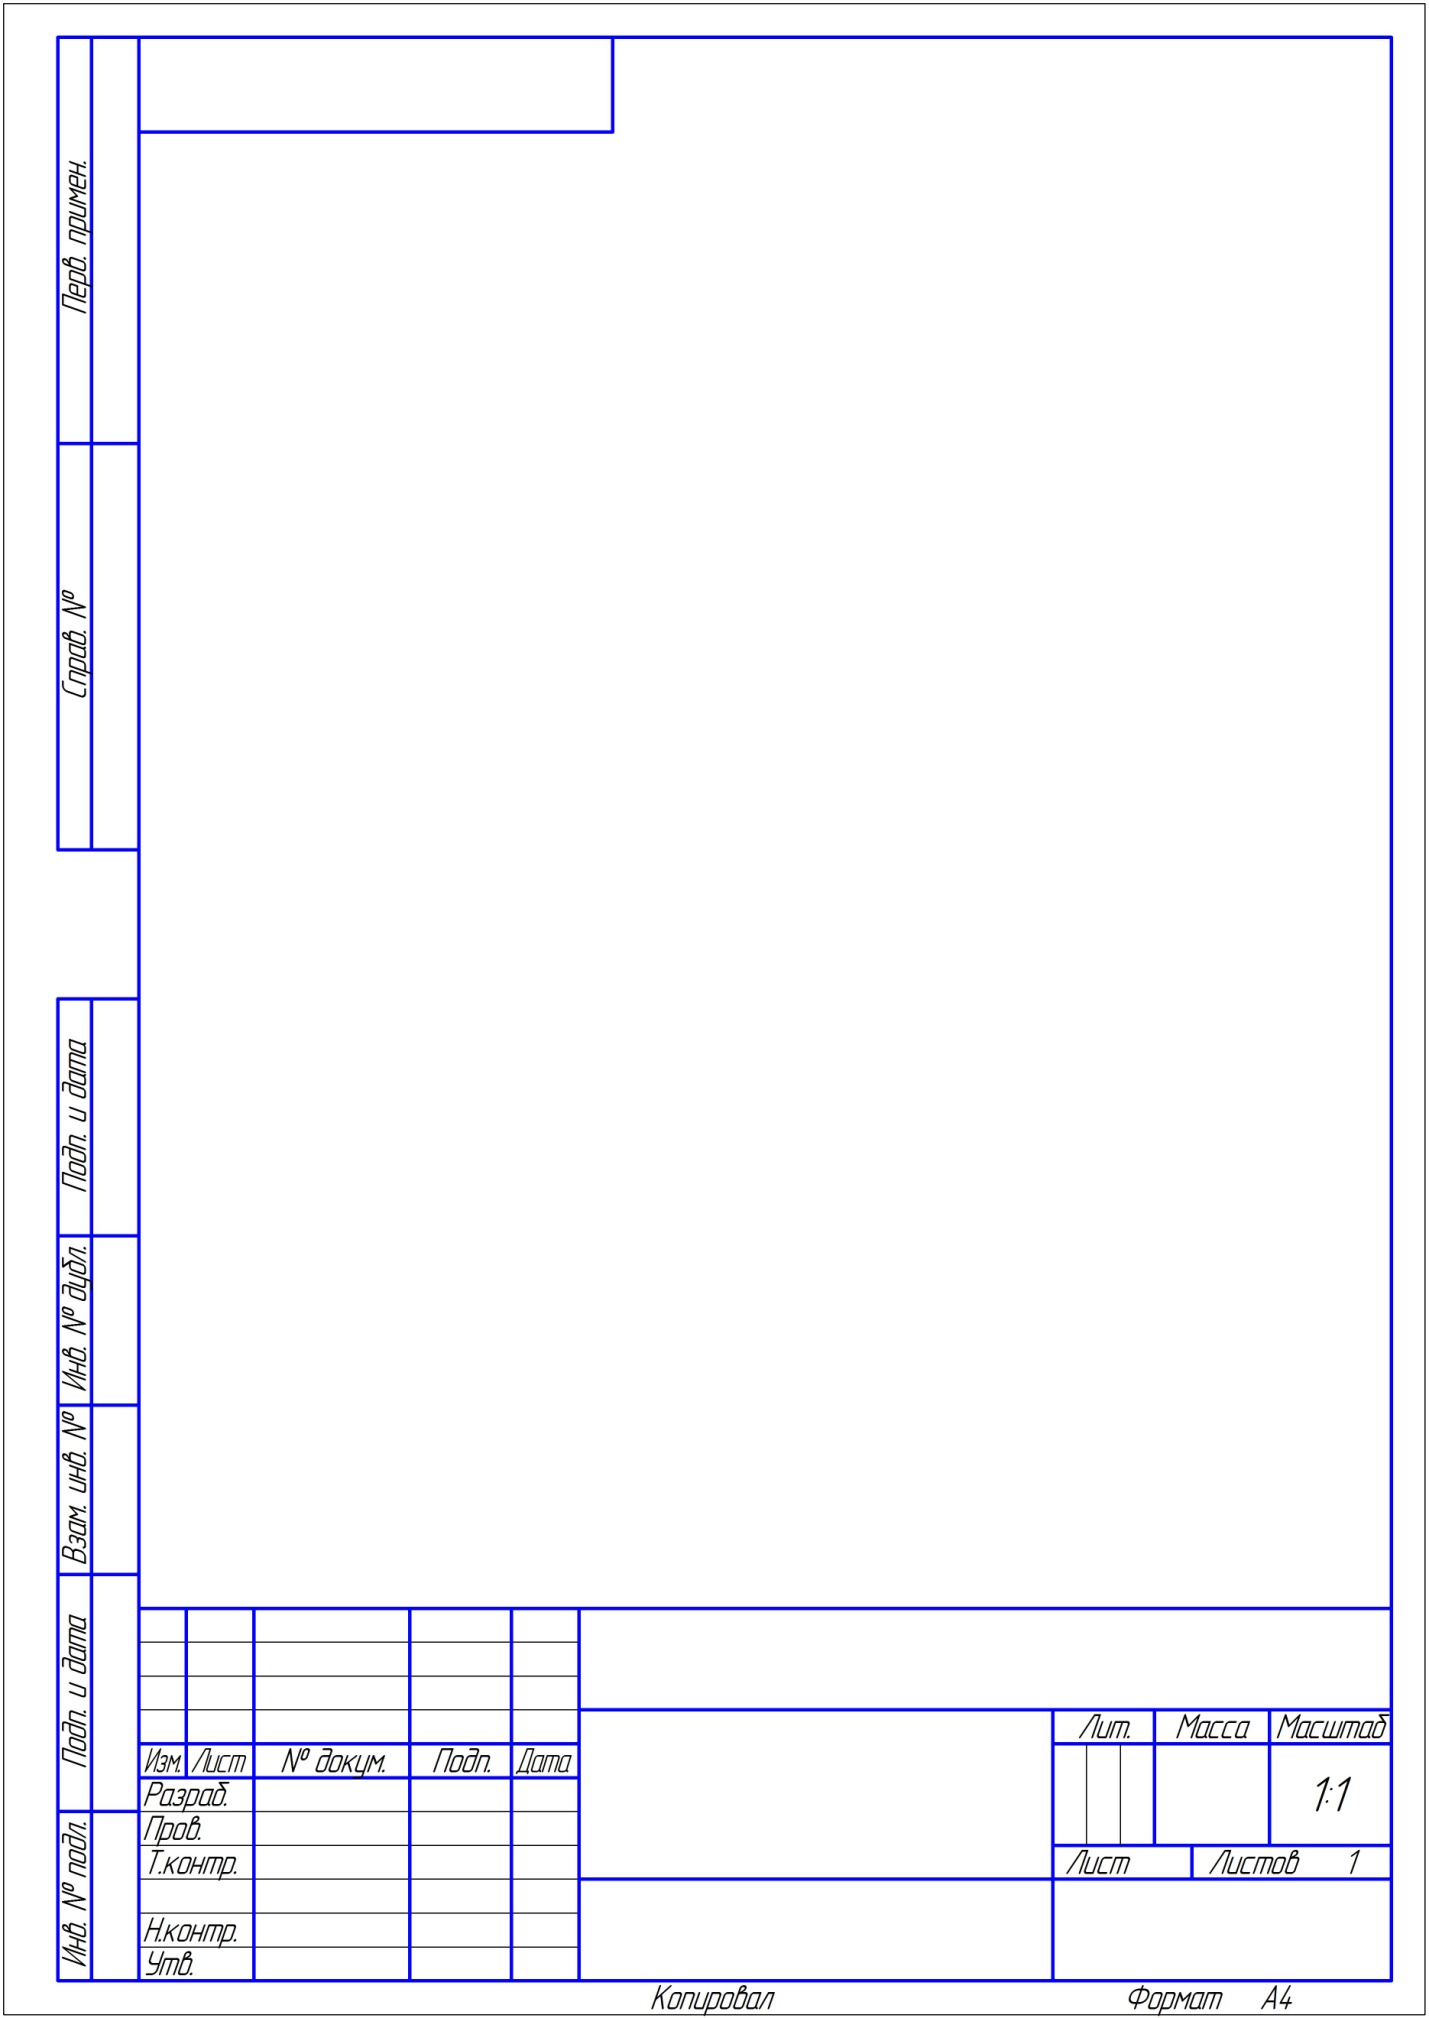 Перв. примен.
Справ. №
Подп. и дата
Инв. № дубл.
Взам. инв. №
Подп. и дата
Инв. № подл.
Лит. Масса Масштаб
Изм. Лист № докум. Подп. Дата
Разраб.
1:1
Пров.
Т.контр.
Лист Листов 1
Н.контр.
Утв.
Копировал Формат А4